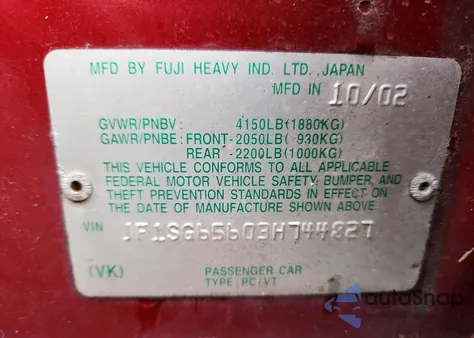 MFD BY FUJI HEAVY IND. LTD., JAPAN
MFD IN 10/02
GVWR/PNBV: 4150LB(1880KG)
GAWR/PNBE: FRONT-2050LB( 930KG)
REAR -2200LB(1000KG)
THIS VEHICLE CONFORMS TO ALL APPLICABLE
FEDERAL MOTOR VEHICLE SAFETY, BUMPER, AND
THEFT PREVENTION STANDARDS IN EFFECT ON
THE DATE OF MANUFACTURE SHOWN ABOVE.
VIN JF1SG65603H744827
(VK) PASSENGER CAR
TYPE:PC/VT
autoSnap